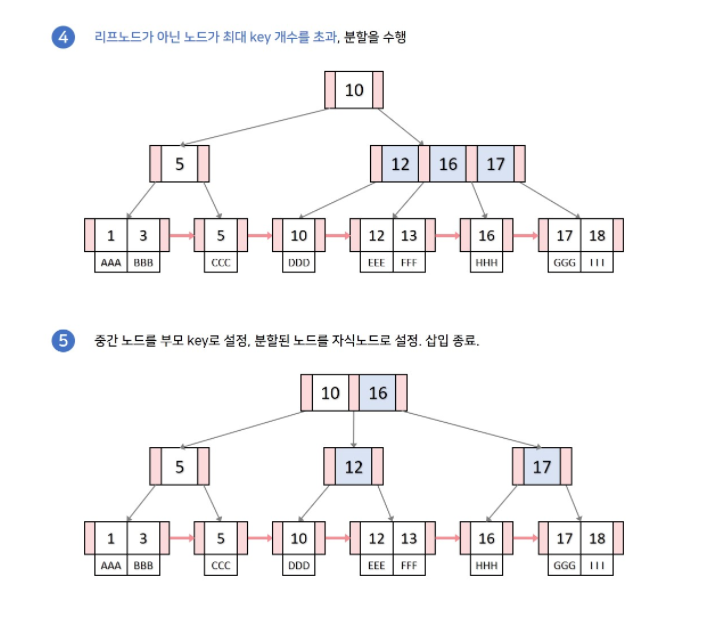 4 리프노드가 아닌 노드가 최대 key 개수를 초과, 분할을 수행
10
5 12 16 17
1 3 5 10 12 13 16 17 18
AAA BBB CCC DDD EEE FFF HHH GGG III
5 중간 노드를 부모 key로 설정, 분할된 노드를 자식노드로 설정. 삽입 종료.
10 16
5 12 17
1 3 5 10 12 13 16 17 18
AAA BBB CCC DDD EEE FFF HHH GGG III